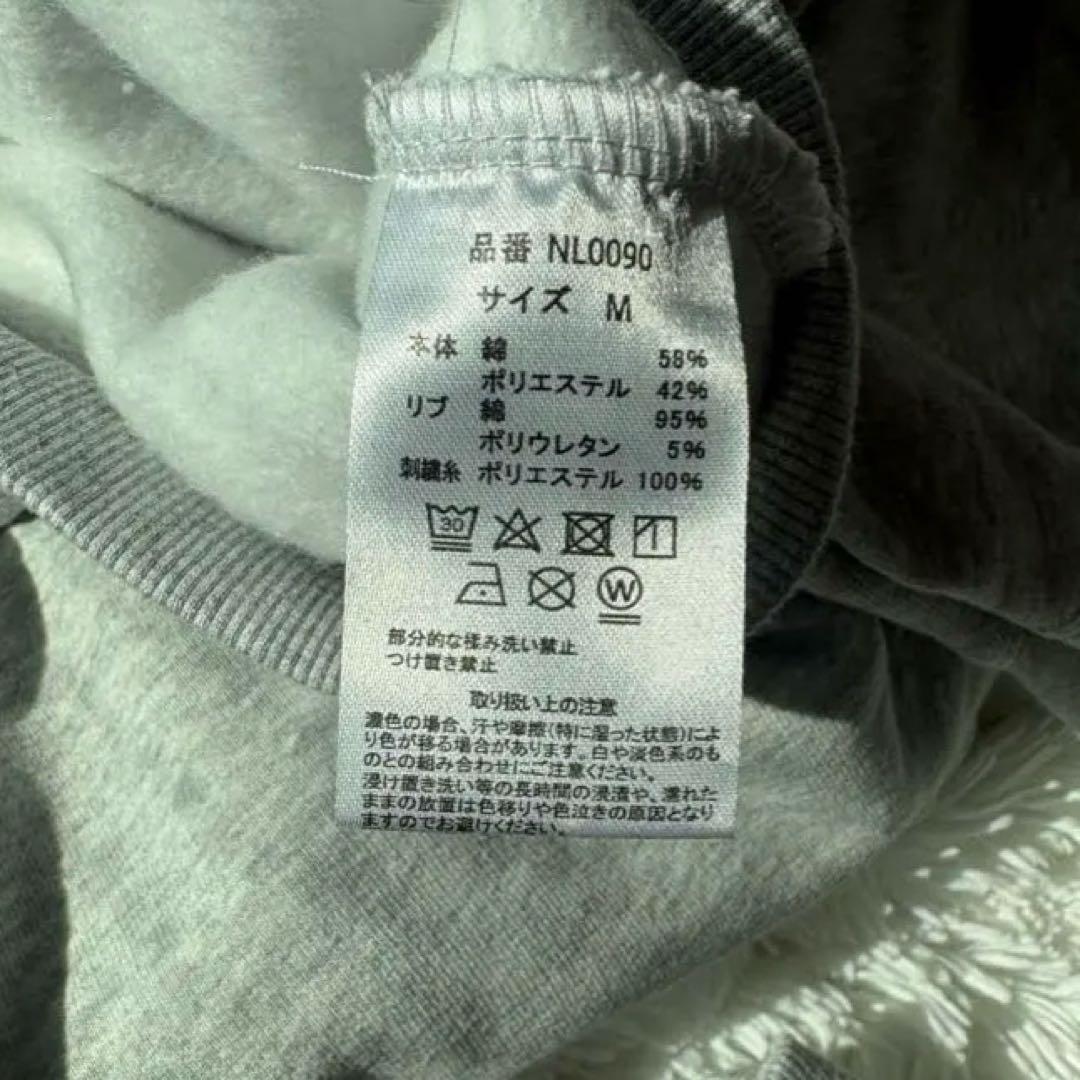 品番 NL0090
サイズ M
本体 綿 58%
ポリエステル 42%
リブ 綿 95%
ポリウレタン 5%
刺繍糸 ポリエステル 100%
30
W
部分的な揉み洗い禁止
つけ置き禁止
取り扱い上の注意
濃色の場合、汗や摩擦(特に湿った状態)によ
り色が移る場合があります。白や淡色系のも
のとの組み合わせにご注意ください。
浸け置き洗い等の長時間の浸漬や、濡れた
ままの放置は色移りや色泣きの原因となり
ますのでお避けください。